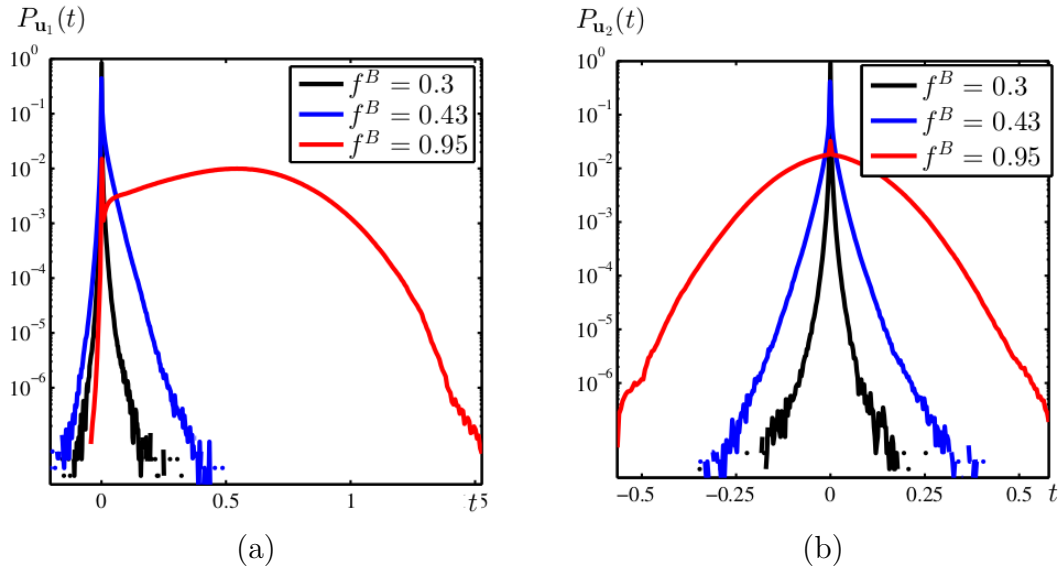 P_{u_1}(t)
10^0
10^{-1}
10^{-2}
10^{-3}
10^{-4}
10^{-5}
10^{-6}
f^B = 0.3
f^B = 0.43
f^B = 0.95
0 0.5 1 t 5
(a)
P_{u_2}(t)
10^0
10^{-1}
10^{-2}
10^{-3}
10^{-4}
10^{-5}
10^{-6}
f^B = 0.3
f^B = 0.43
f^B = 0.95
−0.5 −0.25 0 0.25 0.5 t
(b)